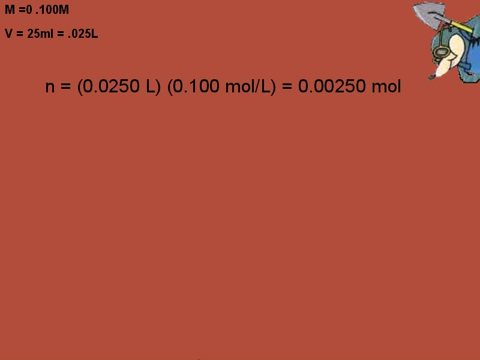 M =0 .100M
V = 25ml = .025L
n = (0.0250 L) (0.100 mol/L) = 0.00250 mol